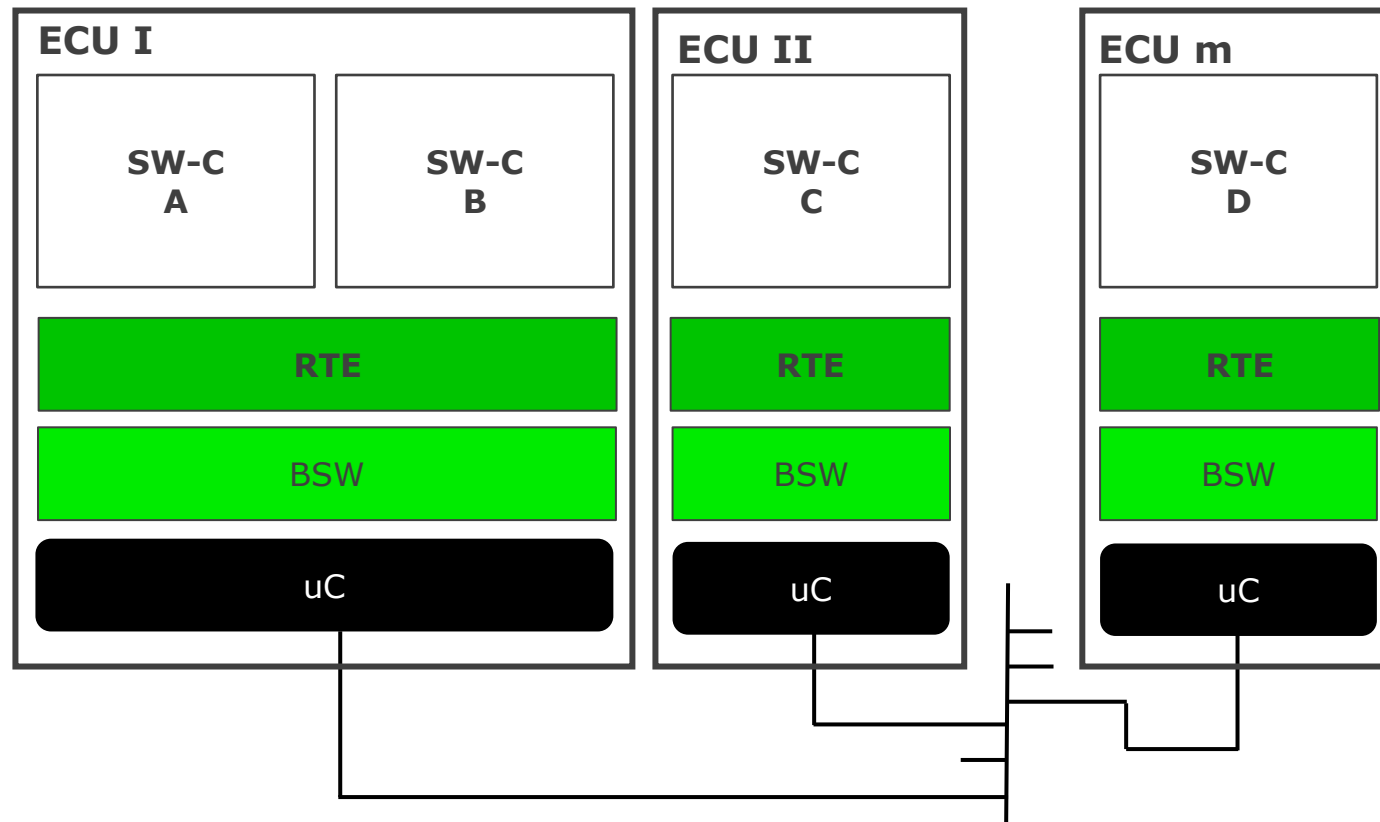 ECU I
SW-C
A
SW-C
B
RTE
BSW
uC
ECU II
SW-C
C
RTE
BSW
uC
ECU m
SW-C
D
RTE
BSW
uC